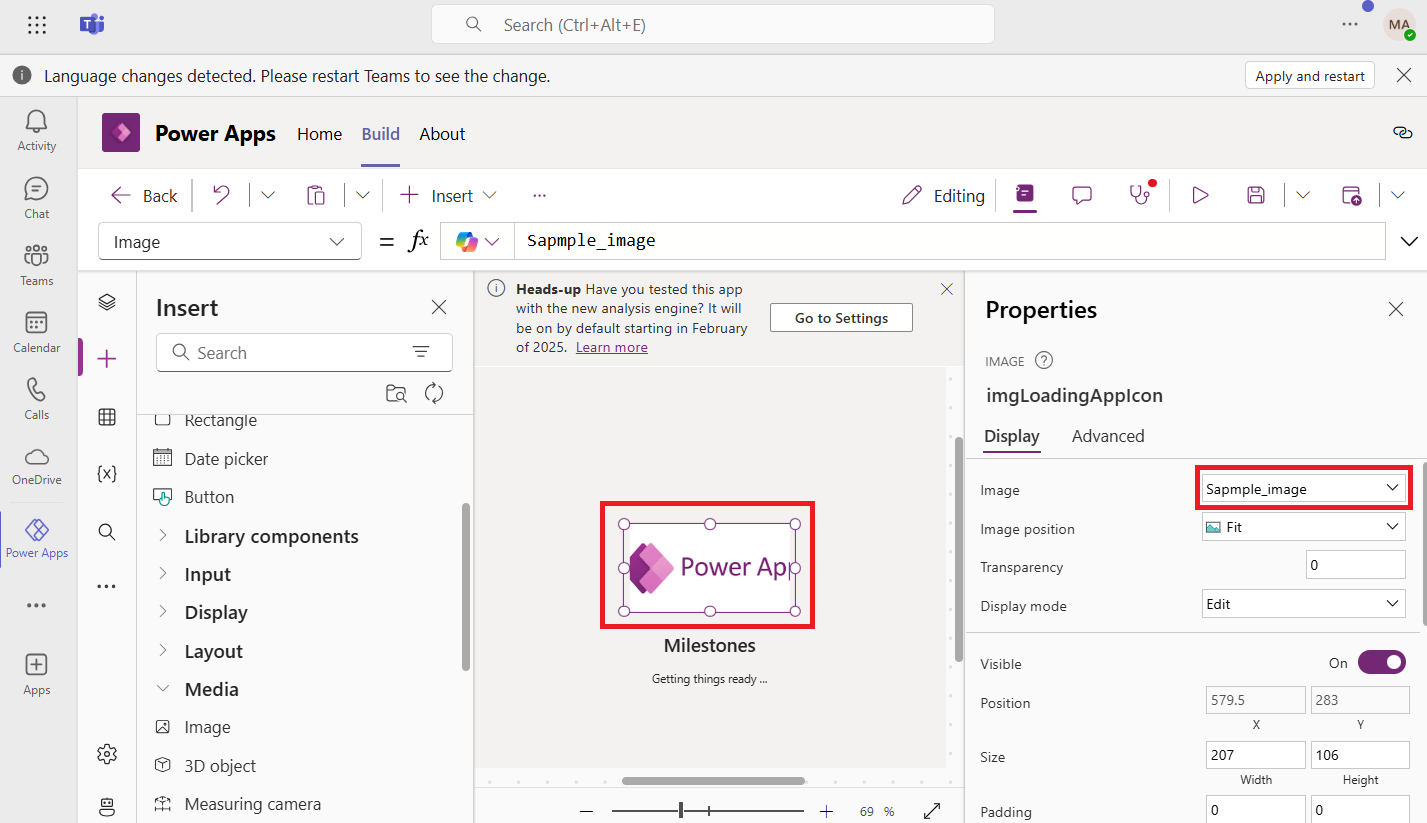 Search (Ctrl+Alt+E)
MA
Language changes detected. Please restart Teams to see the change.
Apply and restart
Activity
Chat
Teams
Calendar
Calls
OneDrive
Power Apps
Apps
Power Apps
Home
Build
About
Back
Insert
Editing
Image
= fx
Sapmple_image
Insert
Search
Rectangle
Date picker
Button
Library components
Input
Display
Layout
Media
Image
3D object
Measuring camera
Heads-up Have you tested this app
with the new analysis engine? It will
be on by default starting in February
of 2025. Learn more
Go to Settings
Power Ap
Milestones
Getting things ready ...
69 %
Properties
IMAGE
imgLoadingAppIcon
Display
Advanced
Image
Sapmple_image
Image position
Fit
Transparency
0
Display mode
Edit
Visible
On
Position
579.5
283
X
Y
Size
207
106
Width
Height
Padding
0
0